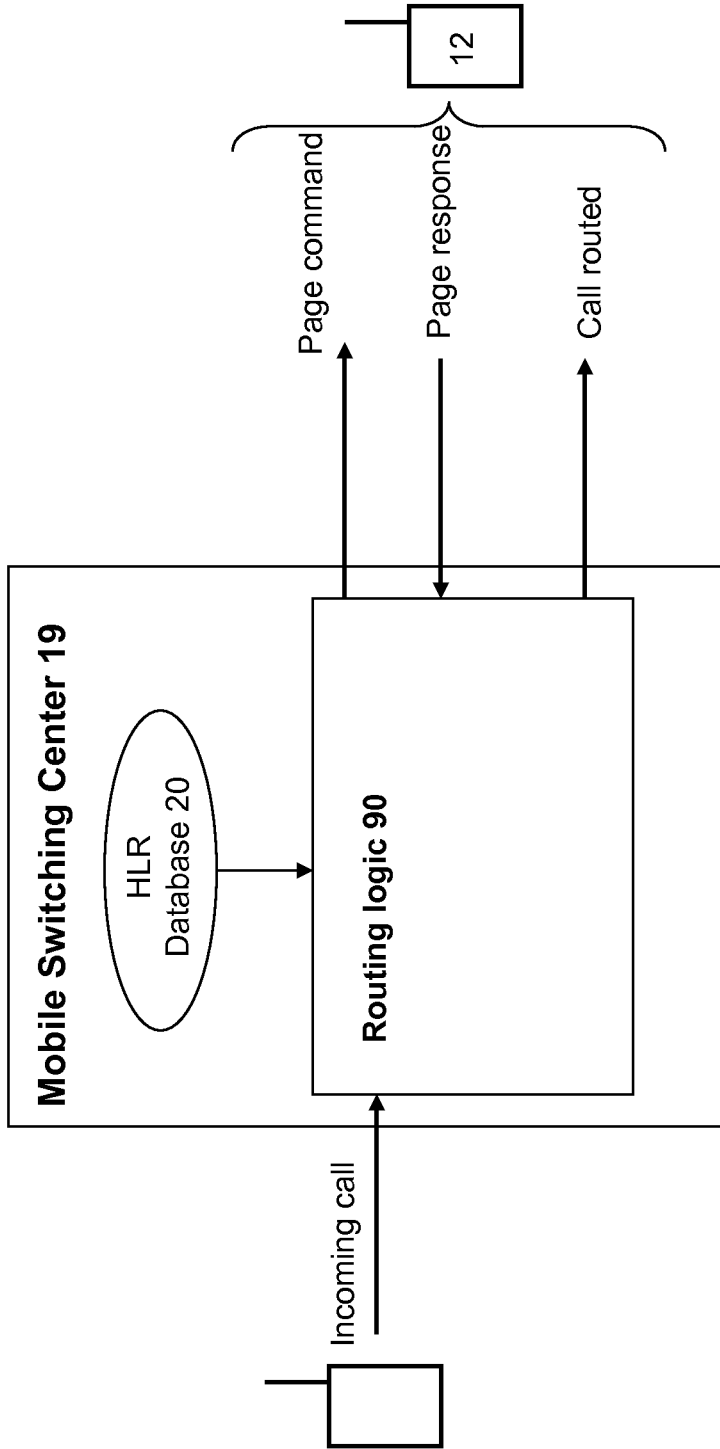 Mobile Switching Center 19
HLR
Database 20
Routing logic 90
Incoming call
Page command
Page response
Call routed
12